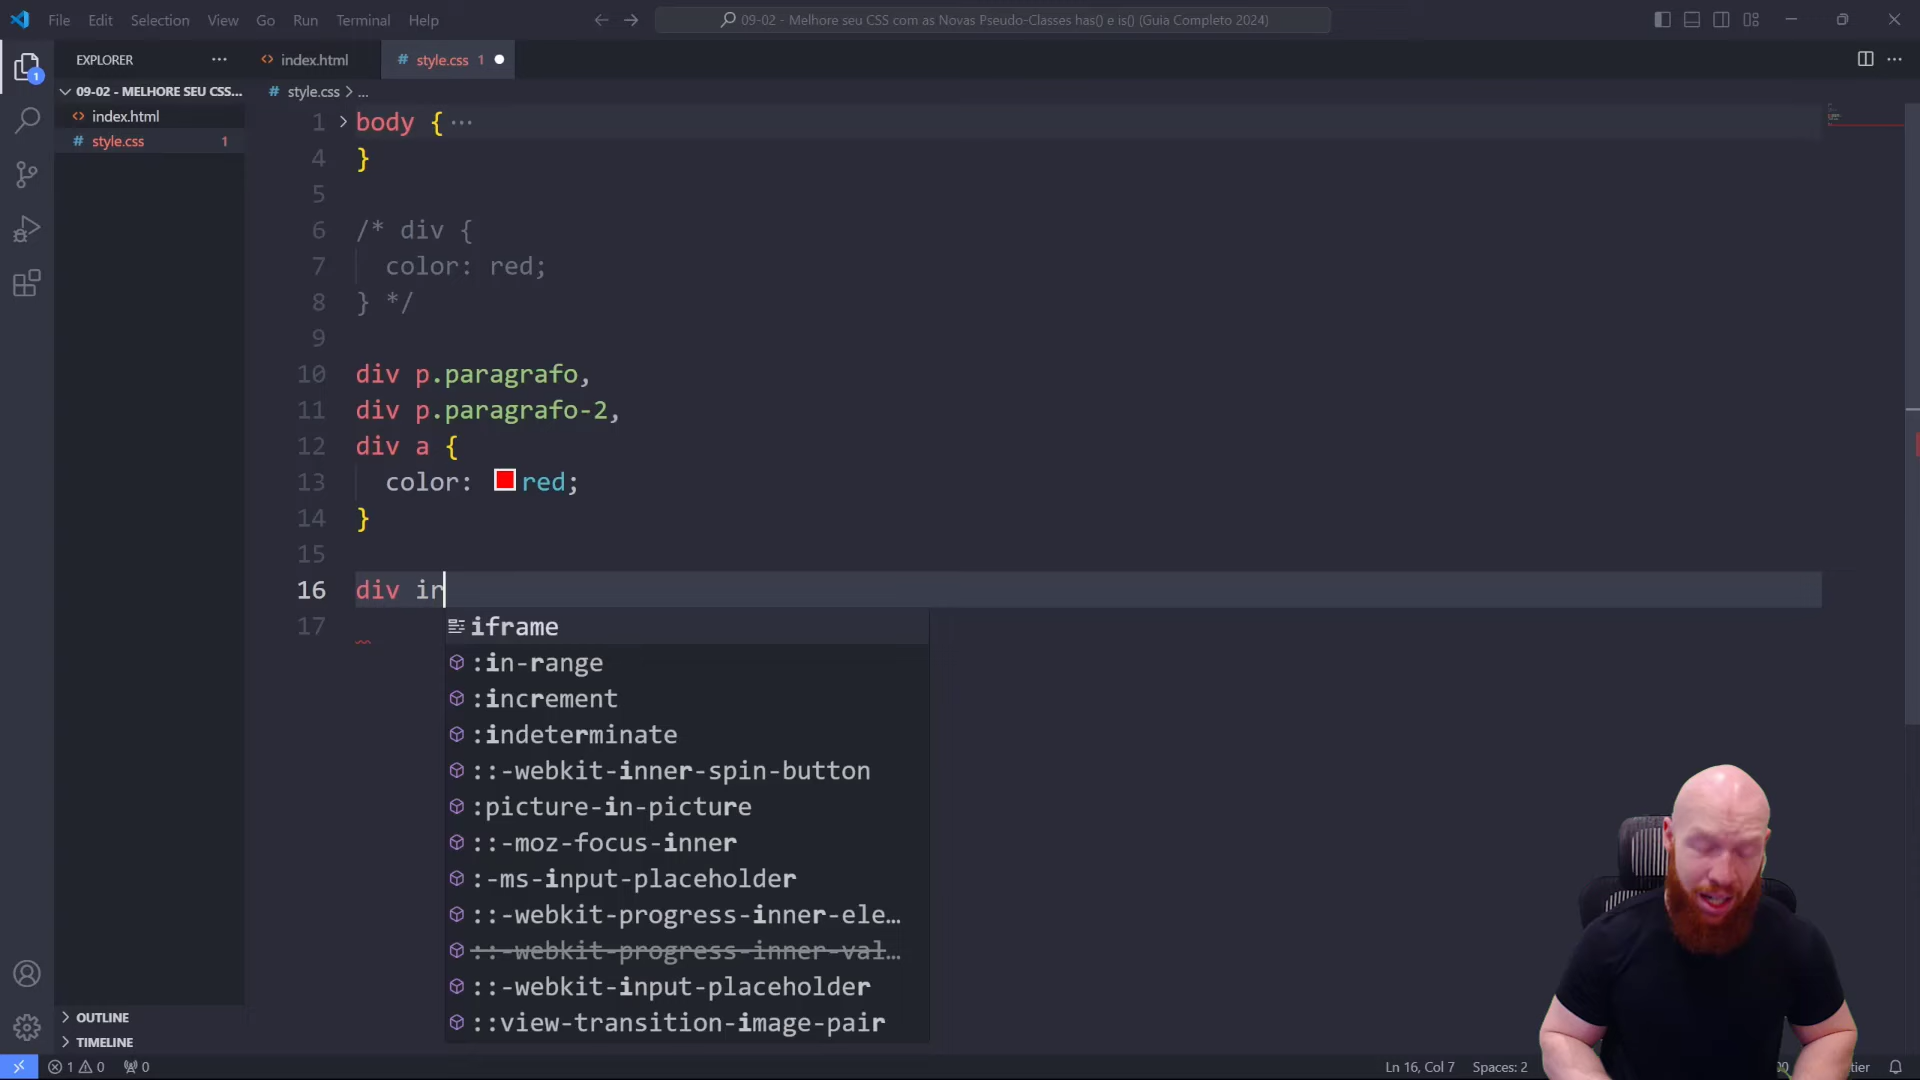 File Edit Selection View Go Run Terminal Help
09-02 - Melhore seu CSS com as Novas Pseudo-Classes has() e is() (Guia Completo 2024)
EXPLORER ···
index.html
# style.css 1
09-02 - MELHORE SEU CSS...
# style.css > ...
index.html
# style.css 1
1
1 body { ···
4 }
5
6 /* div {
7 color: red;
8 } */
9
10 div p.paragrafo,
11 div p.paragrafo-2,
12 div a {
13 color: red;
14 }
15
16 div ir
17
iframe
:in-range
:increment
:indeterminate
::-webkit-inner-spin-button
:picture-in-picture
::-moz-focus-inner
:-ms-input-placeholder
::-webkit-progress-inner-ele...
::-webkit-progress-inner-val...
::-webkit-input-placeholder
::view-transition-image-pair
OUTLINE
TIMELINE
1 0 0
Ln 16, Col 7 Spaces: 2